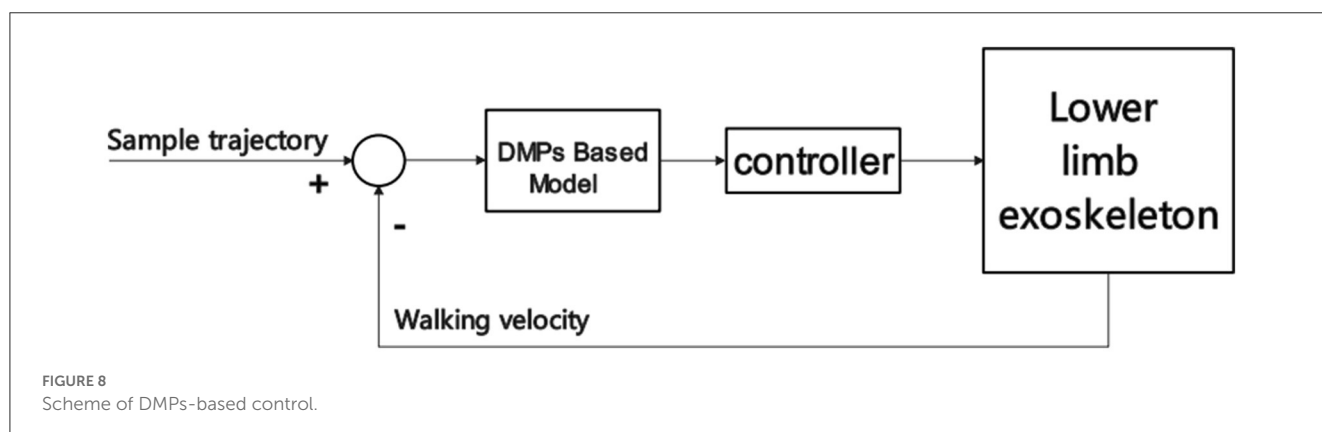 Sample trajectory
+
-
DMPs Based
Model
controller
Lower
limb
exoskeleton
Walking velocity
FIGURE 8
Scheme of DMPs-based control.